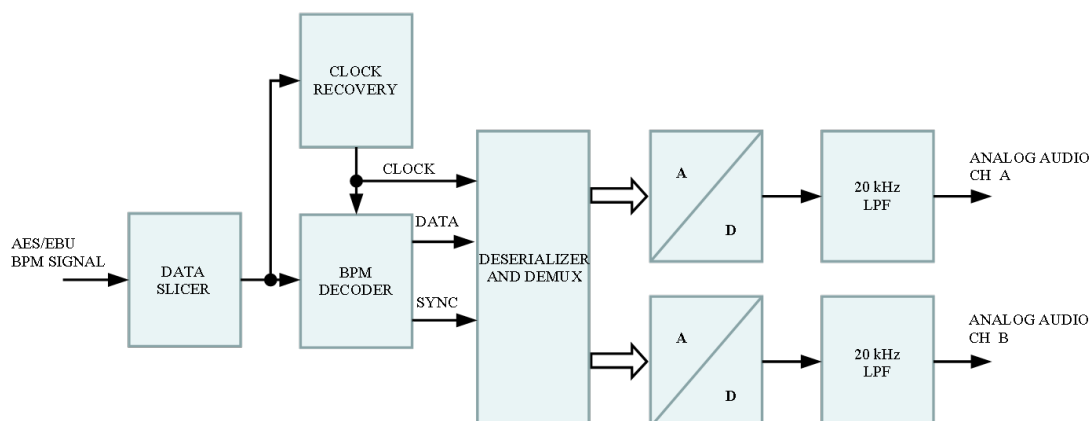 CLOCK
RECOVERY
CLOCK
DATA
SYNC
AES/EBU
BPM SIGNAL
DATA
SLICER
BPM
DECODER
DESERIALIZER
AND DEMUX
A
D
20 kHz
LPF
ANALOG AUDIO
CH A
A
D
20 kHz
LPF
ANALOG AUDIO
CH B